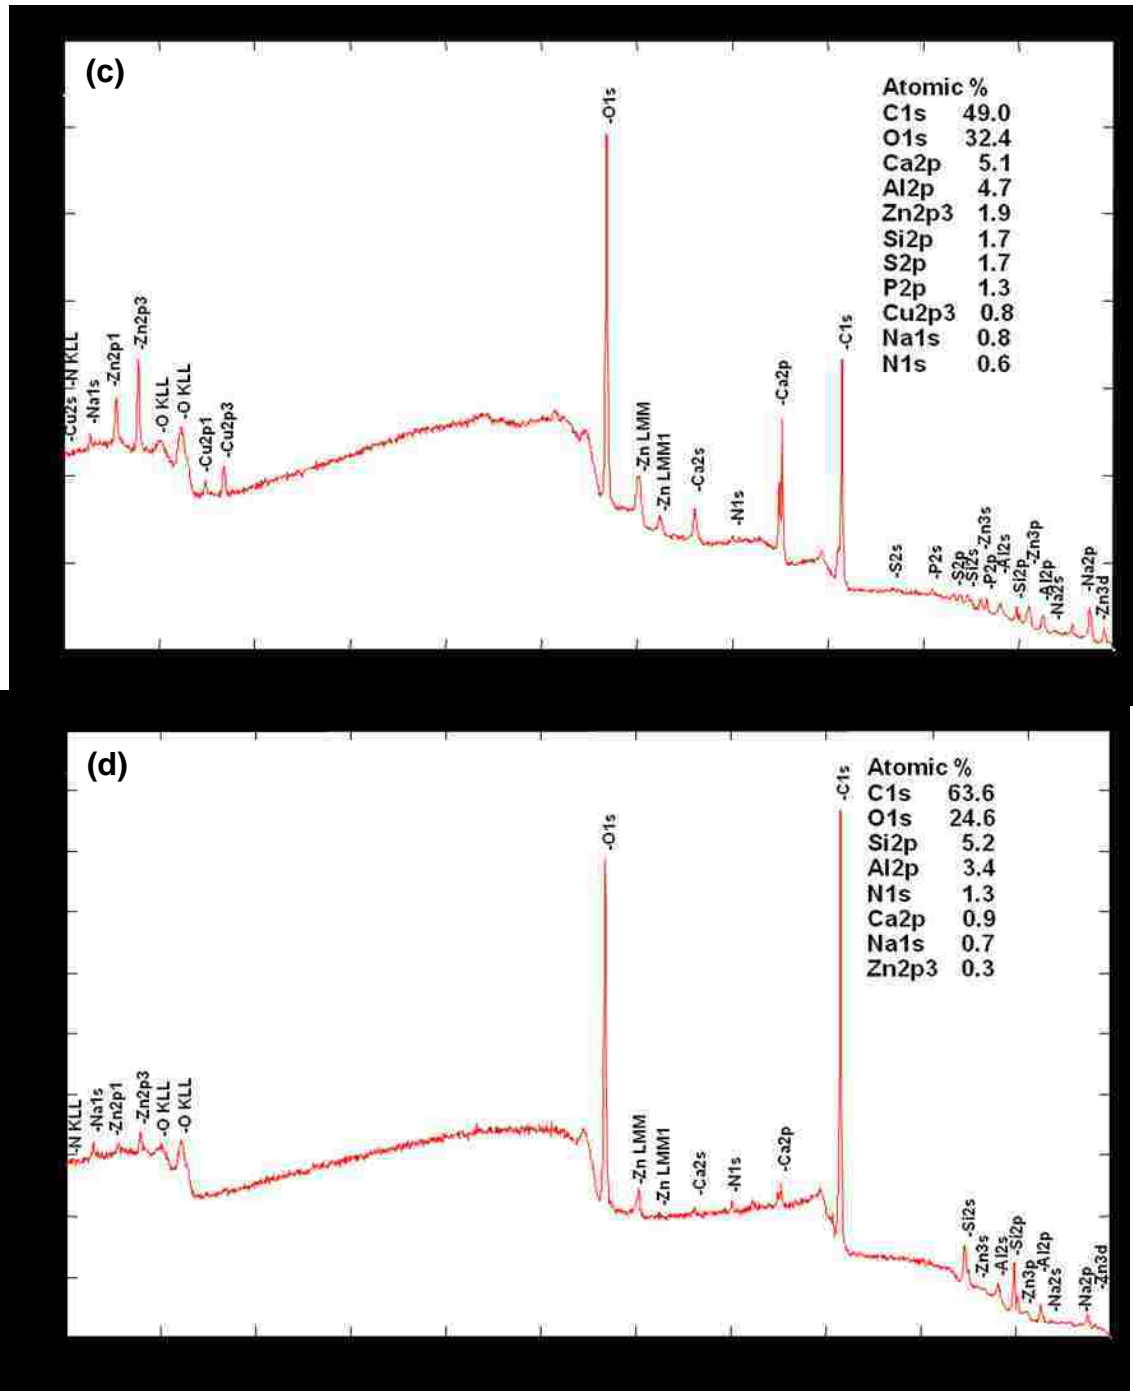 (c)
Atomic %
C1s 49.0
O1s 32.4
Ca2p 5.1
Al2p 4.7
Zn2p3 1.9
Si2p 1.7
S2p 1.7
P2p 1.3
Cu2p3 0.8
Na1s 0.8
N1s 0.6
-Cu2s
-N KLL
-Na1s
-Zn2p1
-Zn2p3
-O KLL
-O KLL
-Cu2p1
-Cu2p3
-O1s
-Zn LMM
-Zn LMM1
-Ca2s
-N1s
-Ca2p
-C1s
-S2s
-P2s
-S2p
-Si2s
-Zn3s
-P2p
-Al2s
-Si2p
-Zn3p
-Al2p
-Na2s
-Na2p
-Zn3d
(d)
Atomic %
C1s 63.6
O1s 24.6
Si2p 5.2
Al2p 3.4
N1s 1.3
Ca2p 0.9
Na1s 0.7
Zn2p3 0.3
-N KLL
-Na1s
-Zn2p1
-Zn2p3
-O KLL
-O KLL
-O1s
-Zn LMM
-Zn LMM1
-Ca2s
-N1s
-Ca2p
-C1s
-Si2s
-Zn3s
-Al2s
-Si2p
-Zn3p
-Al2p
-Na2s
-Na2p
-Zn3d